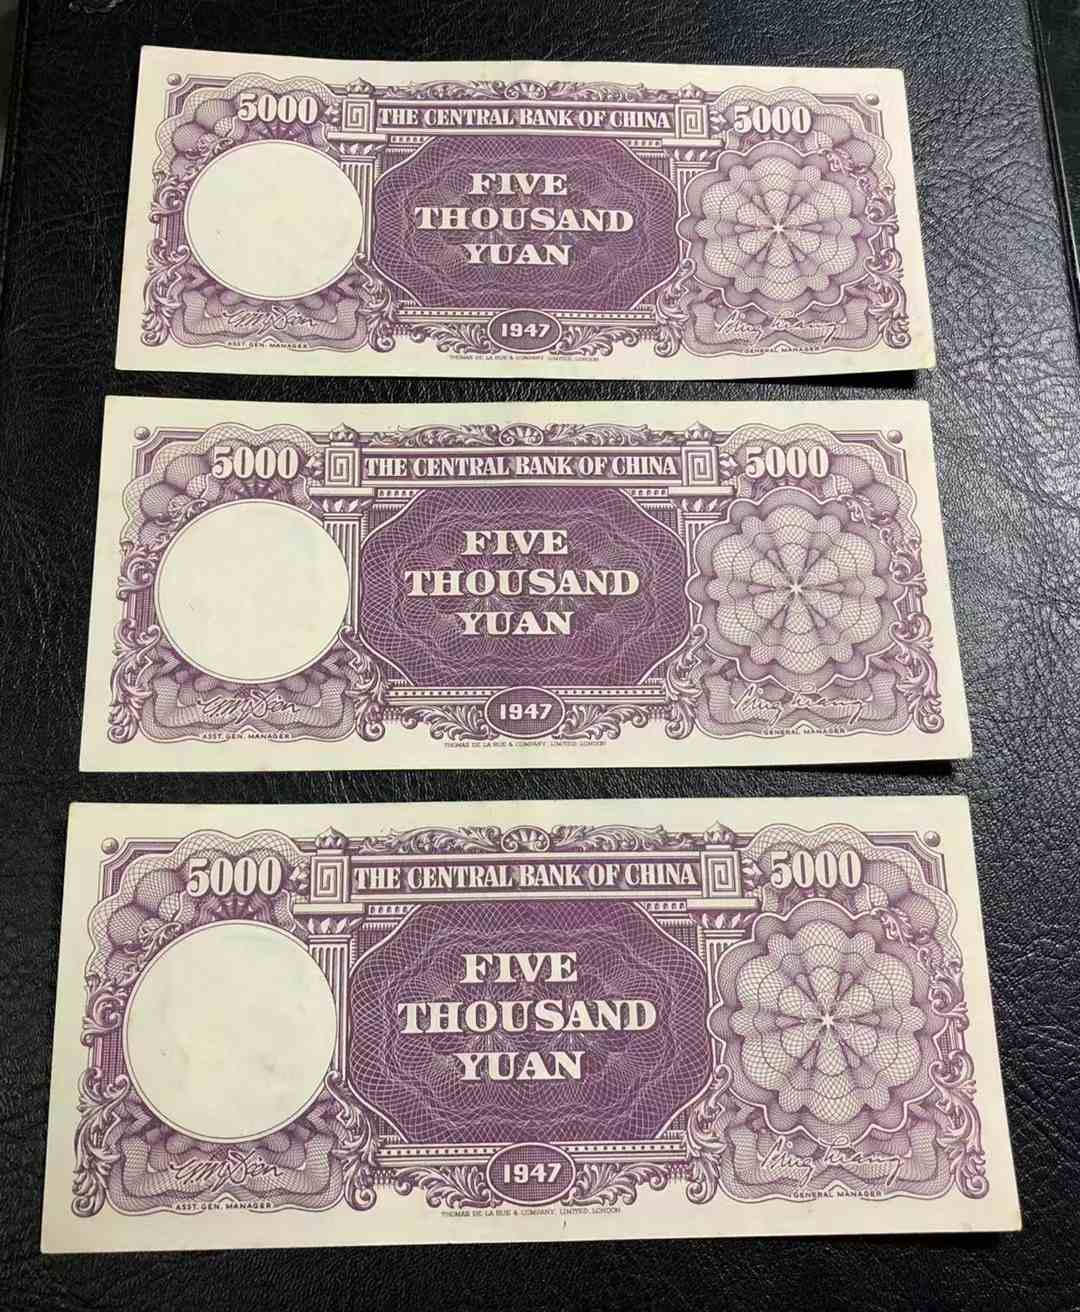 5000 THE CENTRAL BANK OF CHINA 5000
FIVE
THOUSAND
YUAN
1947
ASST. GEN. MANAGER
GENERAL MANAGER
THOMAS DE LA RUE & COMPANY, LIMITED, LONDON
5000 THE CENTRAL BANK OF CHINA 5000
FIVE
THOUSAND
YUAN
1947
ASST. GEN. MANAGER
GENERAL MANAGER
THOMAS DE LA RUE & COMPANY, LIMITED, LONDON
5000 THE CENTRAL BANK OF CHINA 5000
FIVE
THOUSAND
YUAN
1947
ASST. GEN. MANAGER
GENERAL MANAGER
THOMAS DE LA RUE & COMPANY, LIMITED, LONDON